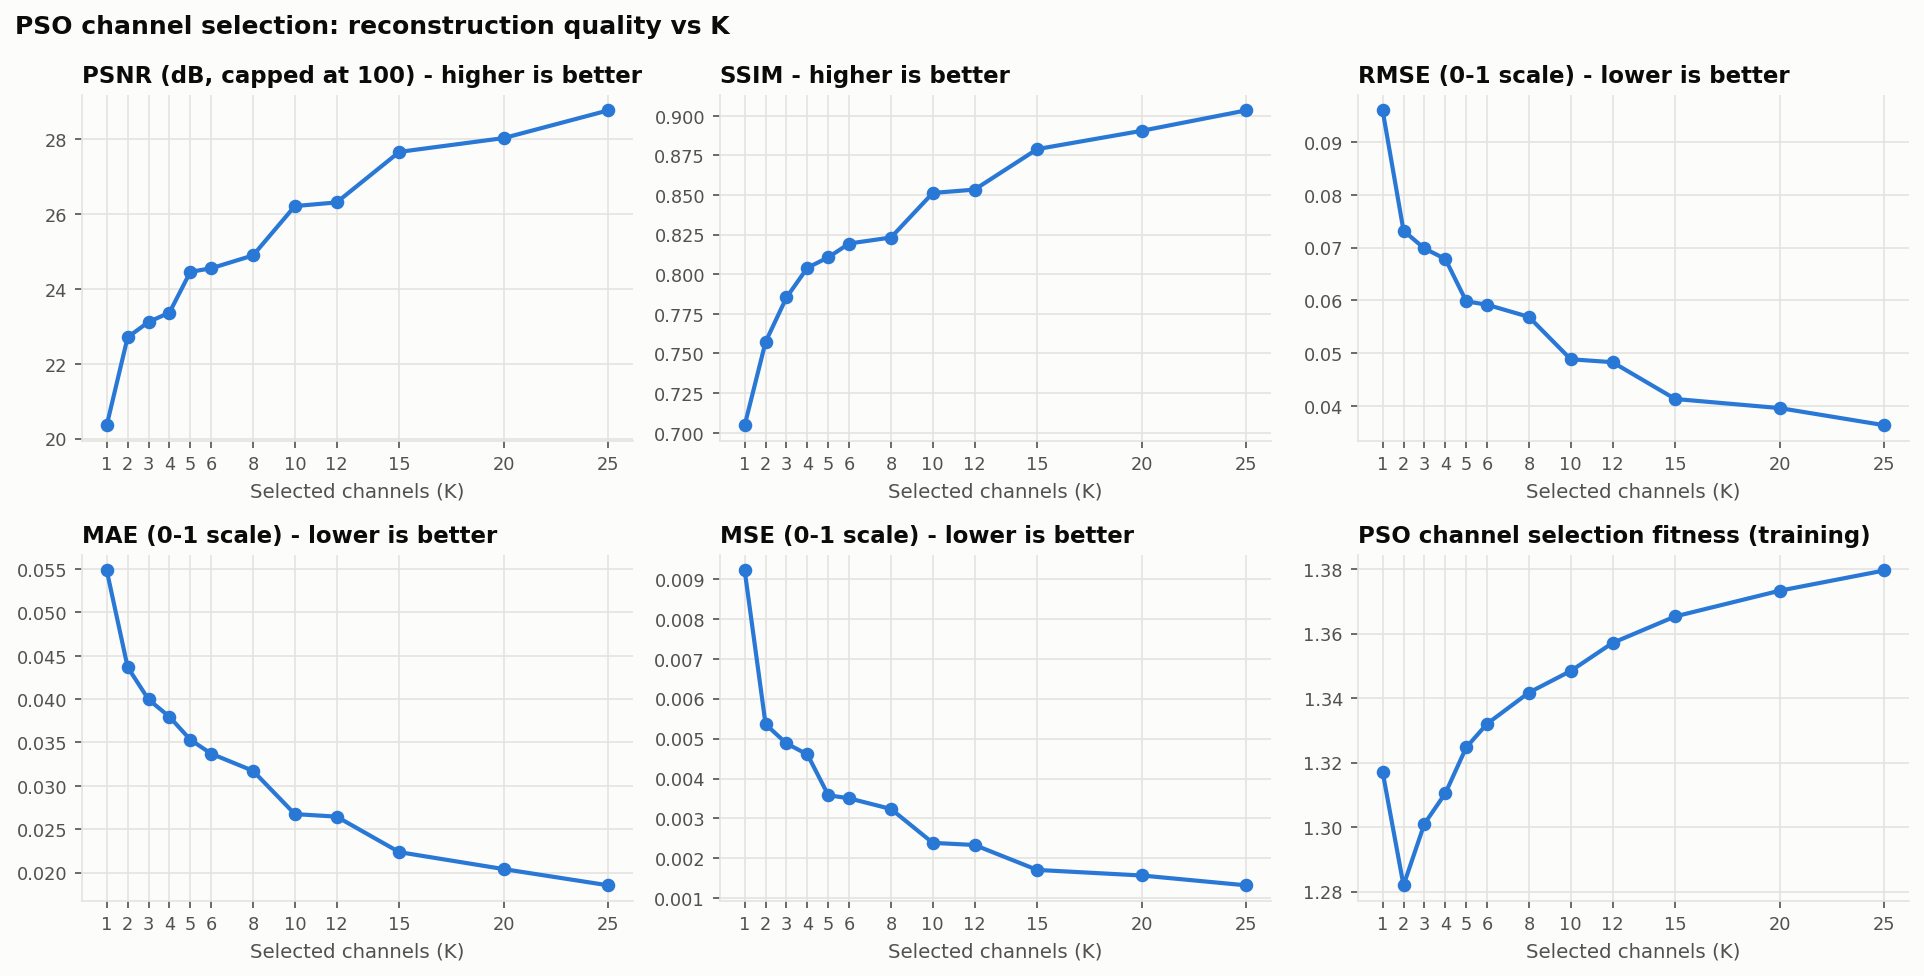 PSO channel selection: reconstruction quality vs K
PSNR (dB, capped at 100) - higher is better
28
26
24
22
20
1 2 3 4 5 6 8 10 12 15 20 25
Selected channels (K)
SSIM - higher is better
0.900
0.875
0.850
0.825
0.800
0.775
0.750
0.725
0.700
1 2 3 4 5 6 8 10 12 15 20 25
Selected channels (K)
RMSE (0-1 scale) - lower is better
0.09
0.08
0.07
0.06
0.05
0.04
1 2 3 4 5 6 8 10 12 15 20 25
Selected channels (K)
MAE (0-1 scale) - lower is better
0.055
0.050
0.045
0.040
0.035
0.030
0.025
0.020
1 2 3 4 5 6 8 10 12 15 20 25
Selected channels (K)
MSE (0-1 scale) - lower is better
0.009
0.008
0.007
0.006
0.005
0.004
0.003
0.002
0.001
1 2 3 4 5 6 8 10 12 15 20 25
Selected channels (K)
PSO channel selection fitness (training)
1.38
1.36
1.34
1.32
1.30
1.28
1 2 3 4 5 6 8 10 12 15 20 25
Selected channels (K)